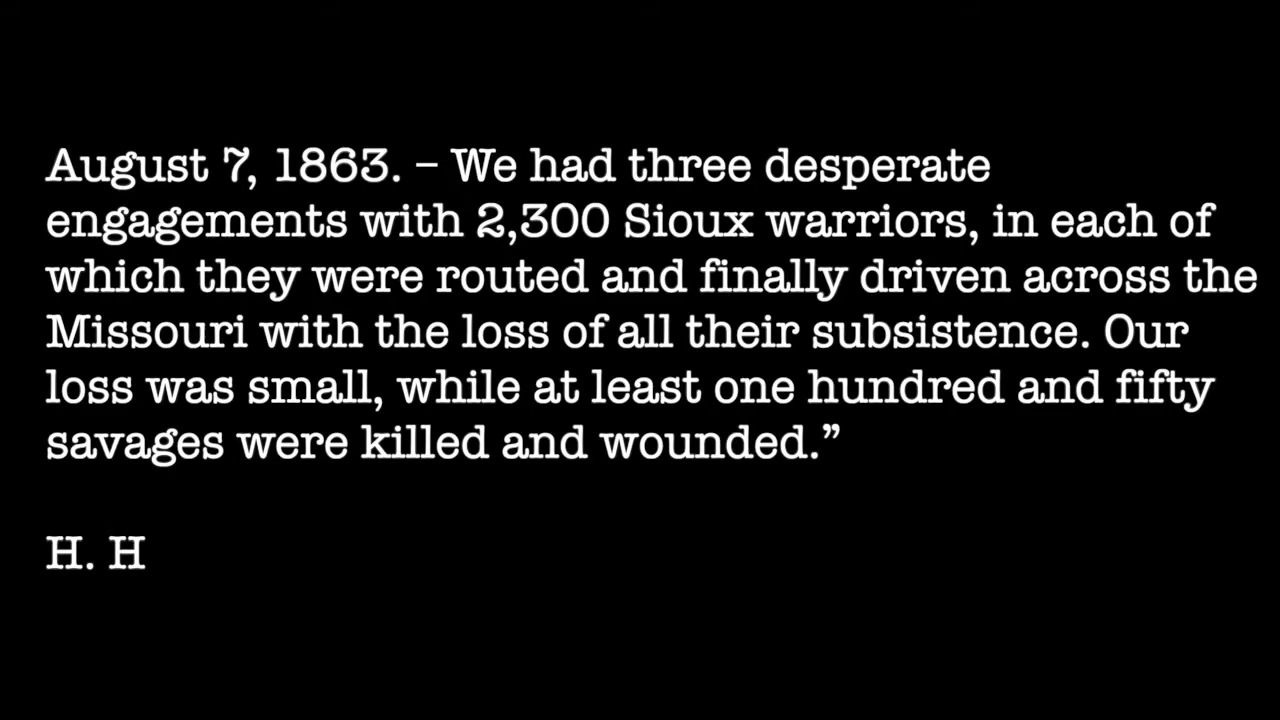 August 7, 1863. – We had three desperate
engagements with 2,300 Sioux warriors, in each of
which they were routed and finally driven across the
Missouri with the loss of all their subsistence. Our
loss was small, while at least one hundred and fifty
savages were killed and wounded.”
H. H